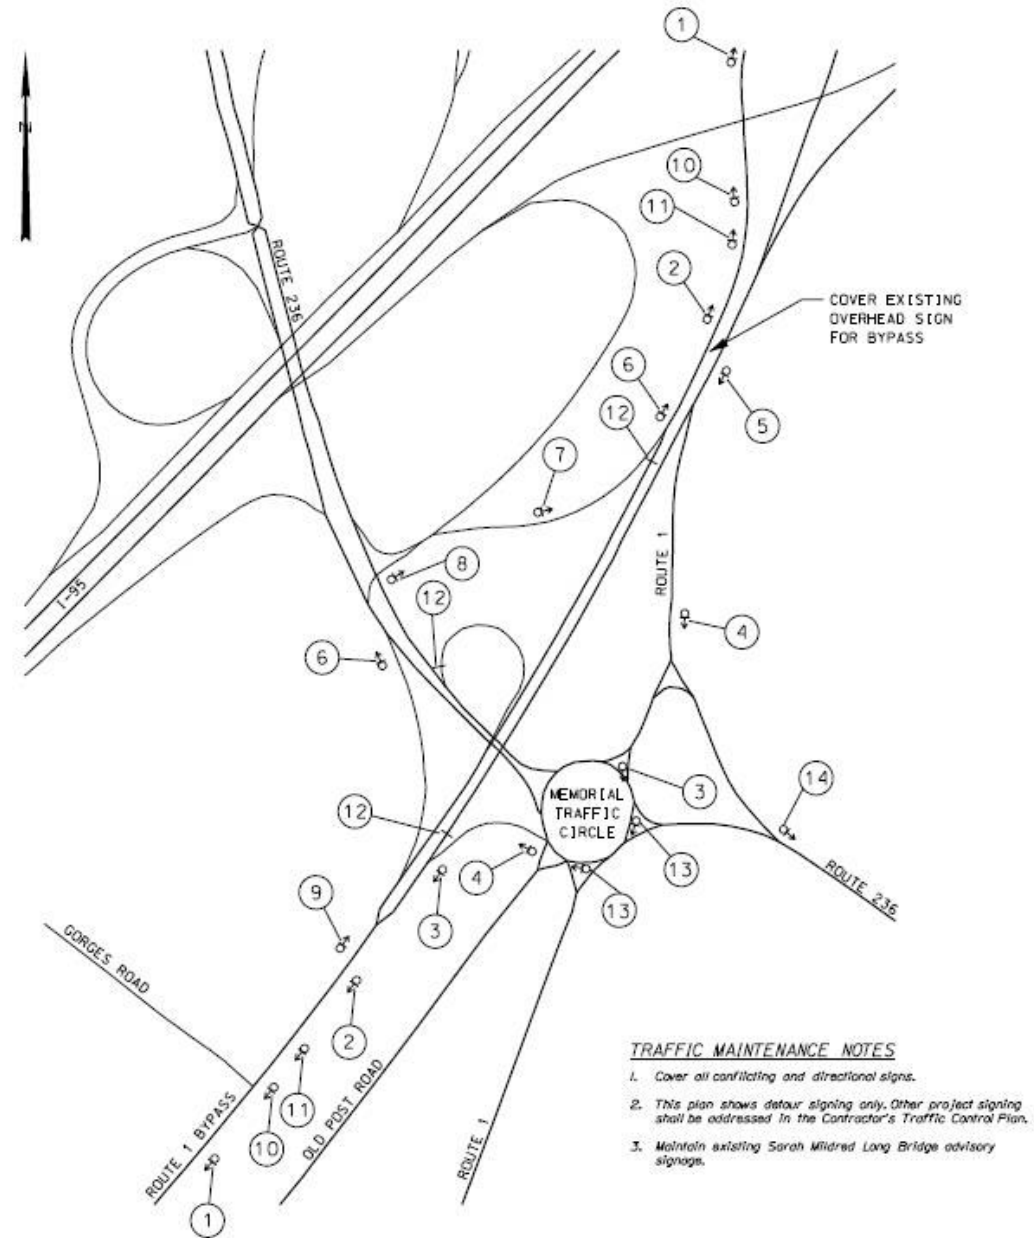 1
N
10
11
ROUTE 236
2
COVER EXISTING
OVERHEAD SIGN
FOR BYPASS
6
12
5
7
ROUTE 1
8
I-95
12
4
6
MEMORIAL
TRAFFIC
CIRCLE
3
14
12
4
13
13
ROUTE 236
9
3
GORGES ROAD
2
11
10
ROUTE 1 BYPASS
OLD POST ROAD
ROUTE 1
1
TRAFFIC MAINTENANCE NOTES
1. Cover all conflicting and directional signs.
2. This plan shows detour signing only. Other project signing
shall be addressed in the Contractor's Traffic Control Plan.
3. Maintain existing Sarah Mildred Long Bridge advisory
signage.